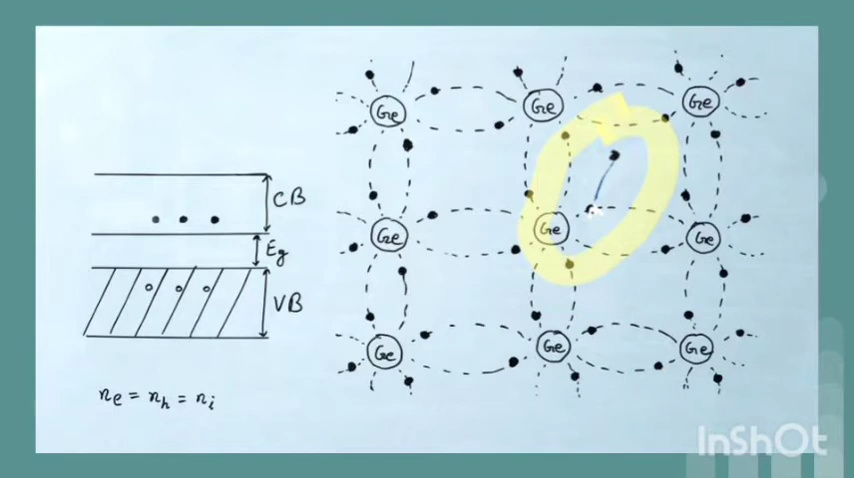 CB
Eg
VB
nₑ = nₕ = nᵢ
Ge Ge Ge
Ge Ge Ge
Ge Ge Ge
InShOt